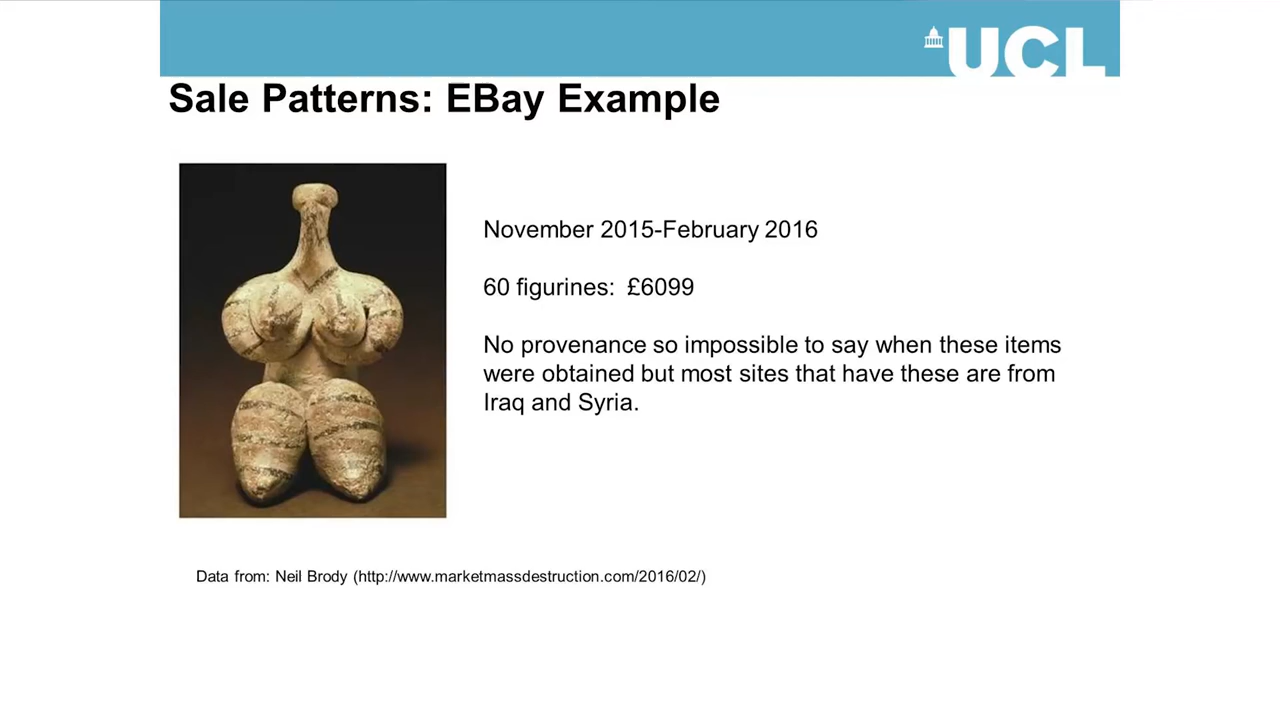 UCL
Sale Patterns: EBay Example
November 2015-February 2016
60 figurines: £6099
No provenance so impossible to say when these items
were obtained but most sites that have these are from
Iraq and Syria.
Data from: Neil Brody (http://www.marketmassdestruction.com/2016/02/)